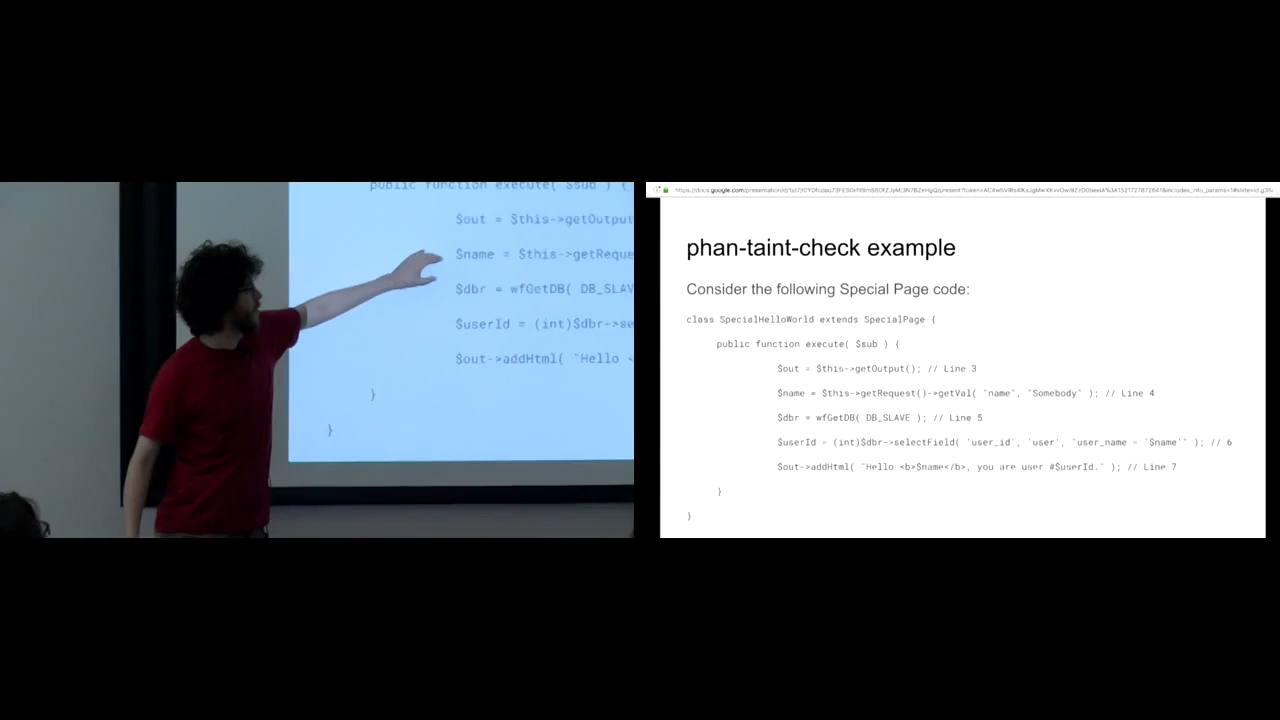 public function execute( $sub ) {
$out = $this->getOutput
$name = $this->getReque
$dbr = wfGetDB( DB_SLAV
$userId = (int)$dbr->se
$out->addHtml( "Hello <
}
}
phan-taint-check example
Consider the following Special Page code:
class SpecialHelloWorld extends SpecialPage {
public function execute( $sub ) {
$out = $this->getOutput(); // Line 3
$name = $this->getRequest()->getVal( "name", "Somebody" ); // Line 4
$dbr = wfGetDB( DB_SLAVE ); // Line 5
$userId = (int)$dbr->selectField( 'user_id', 'user', "user_name = '$name'" ); // 6
$out->addHtml( "Hello <b>$name</b>, you are user #$userId." ); // Line 7
}
}